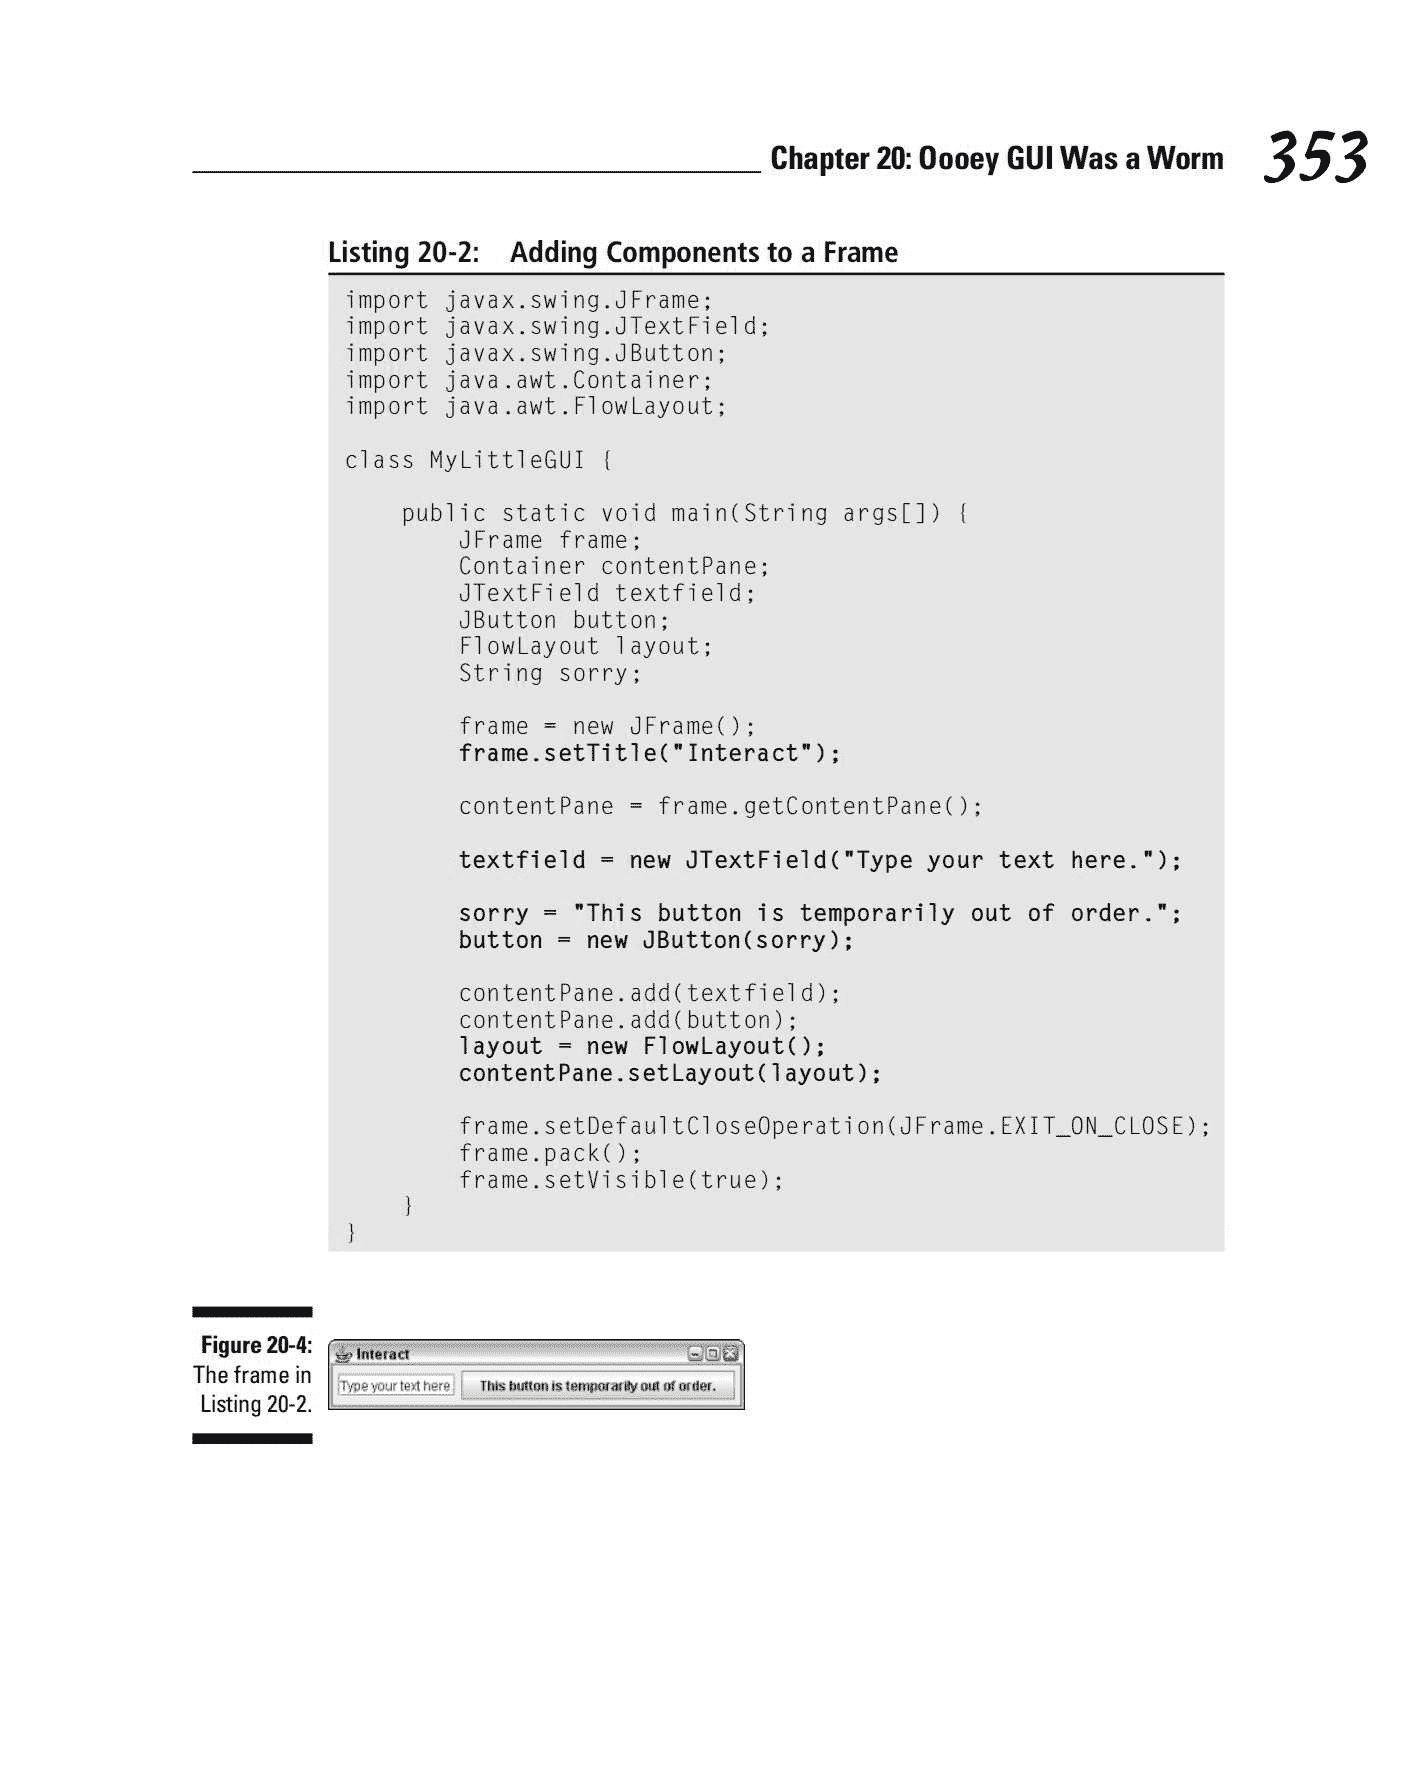 Chapter 20: Oooey GUI Was a Worm 353
Listing 20-2: Adding Components to a Frame
import javax.swing.JFrame;
import javax.swing.JTextField;
import javax.swing.JButton;
import java.awt.Container;
import java.awt.FlowLayout;
class MyLittleGUI {
public static void main(String args[]) {
JFrame frame;
Container contentPane;
JTextField textfield;
JButton button;
FlowLayout layout;
String sorry;
frame = new JFrame();
frame.setTitle("Interact");
contentPane = frame.getContentPane();
textfield = new JTextField("Type your text here.");
sorry = "This button is temporarily out of order.";
button = new JButton(sorry);
contentPane.add(textfield);
contentPane.add(button);
layout = new FlowLayout();
contentPane.setLayout(layout);
frame.setDefaultCloseOperation(JFrame.EXIT_ON_CLOSE);
frame.pack();
frame.setVisible(true);
}
}
Figure 20-4:
The frame in
Listing 20-2.
Interact
Type your text here. This button is temporarily out of order.